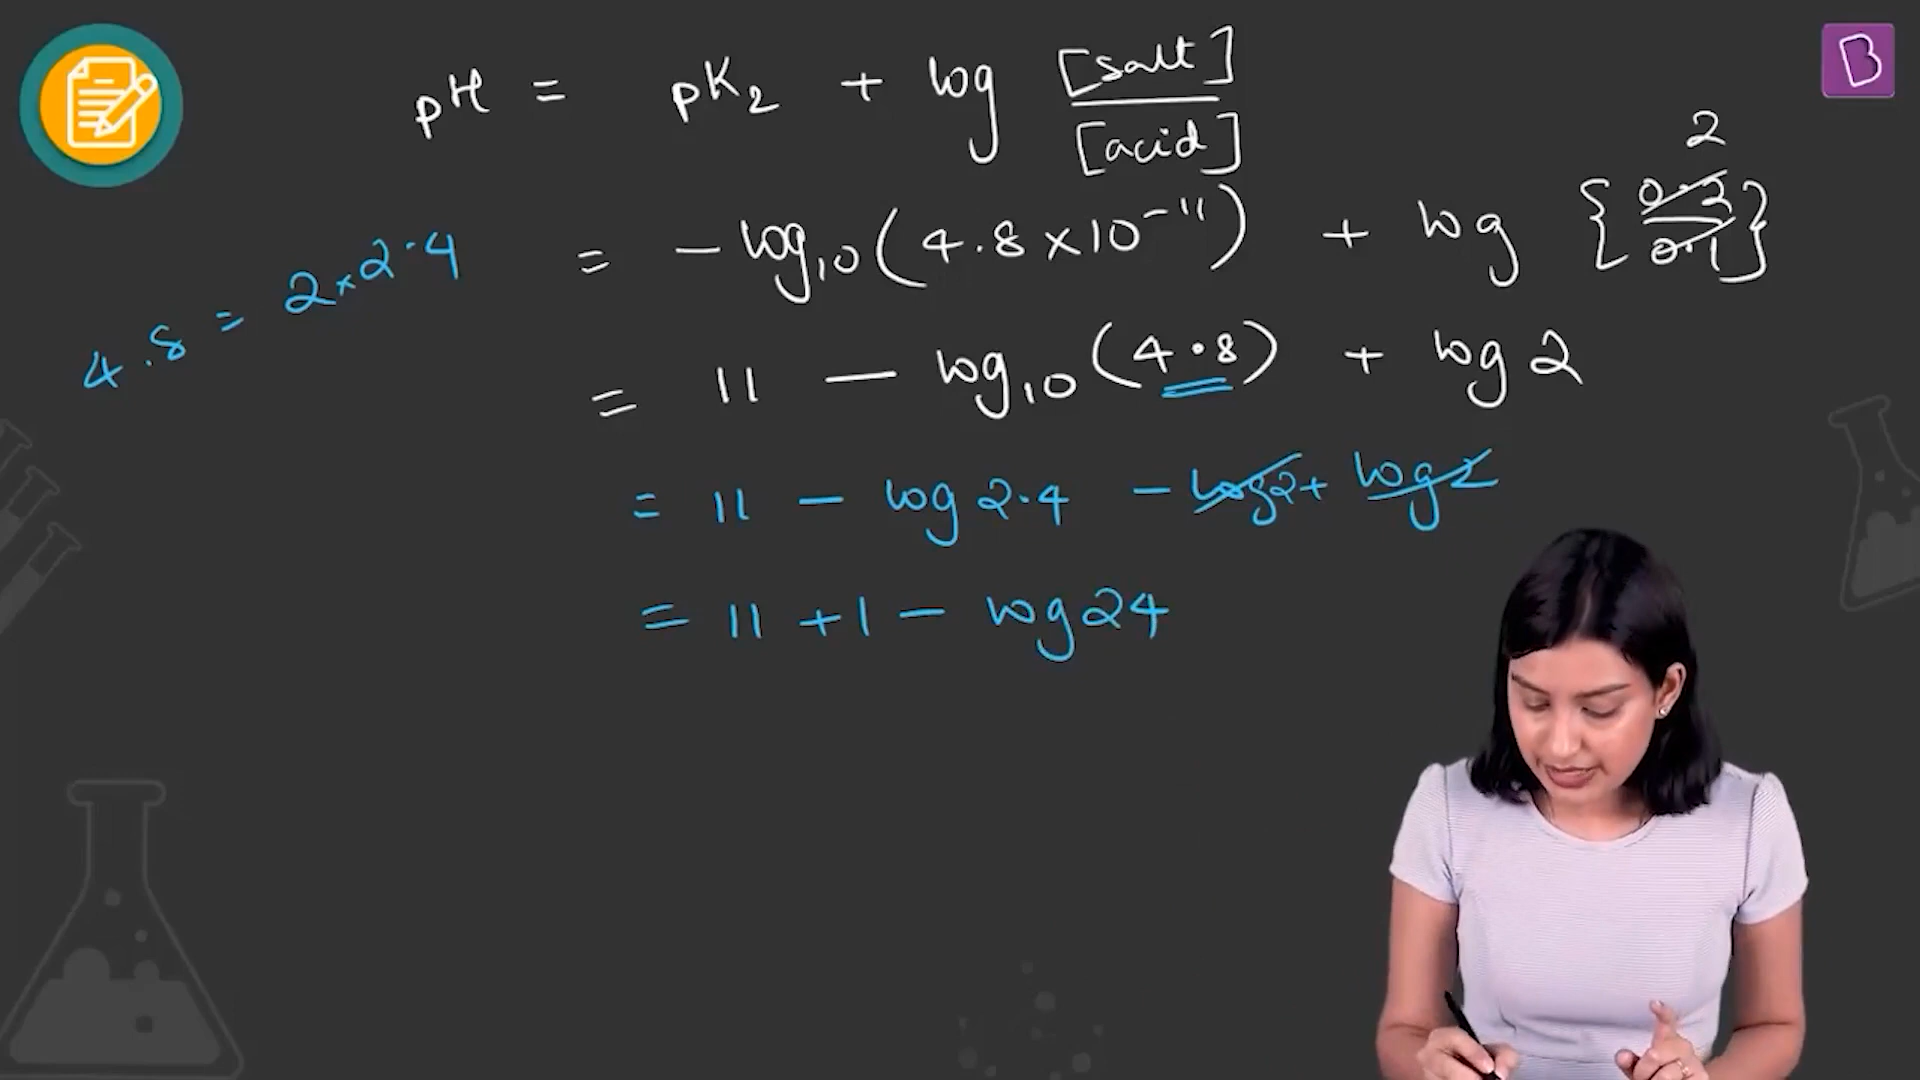 B
pH = pK₂ + log [salt]/[acid]
= -log₁₀(4.8×10⁻¹¹) + log {0.2/0.1} 2
4.8 = 2×2.4
= 11 - log₁₀(4.8) + log 2
= 11 - log 2.4 - log 2 + log 2
= 11 + 1 - log 24